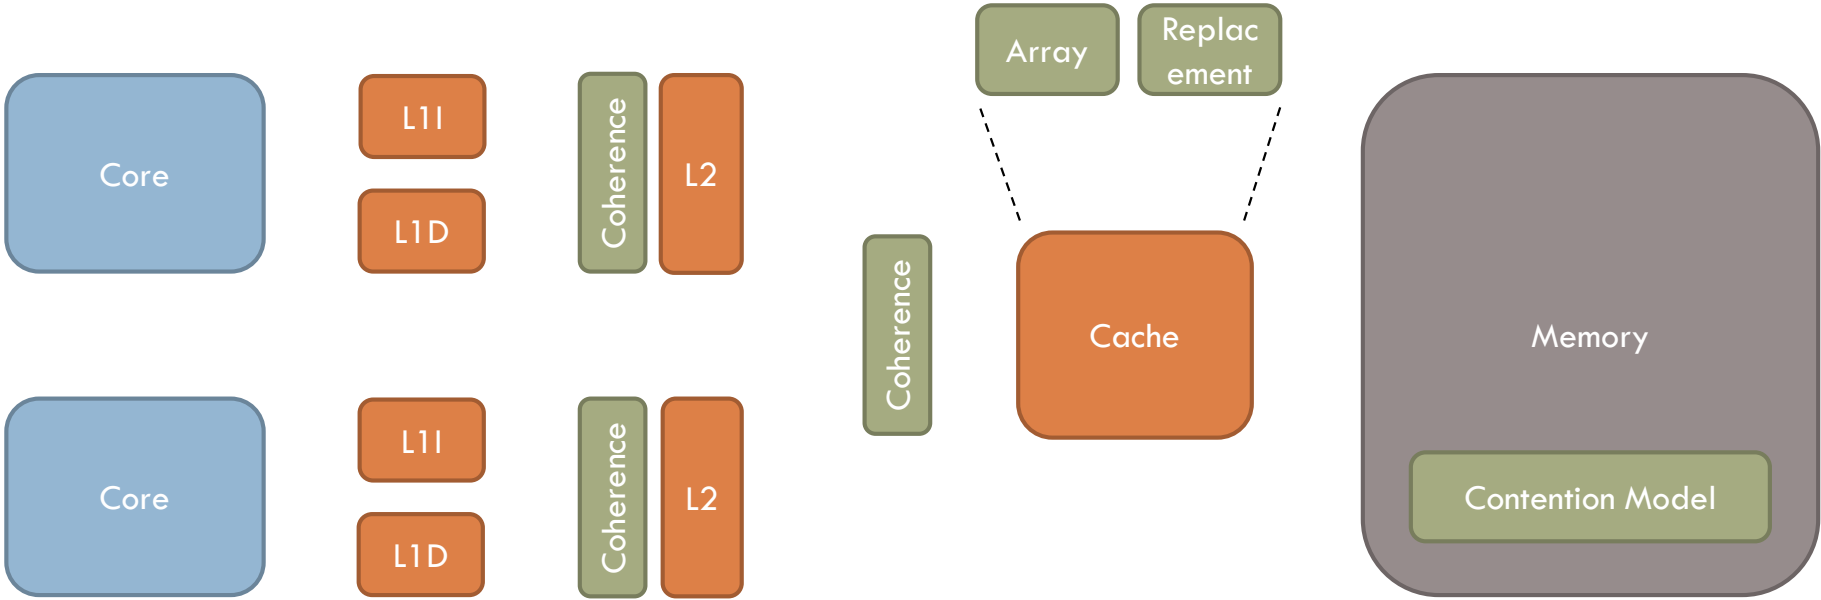 Array
Replac
ement
Core
L1I
L1D
Coherence
L2
Coherence
Cache
Memory
Core
L1I
L1D
Coherence
L2
Contention Model